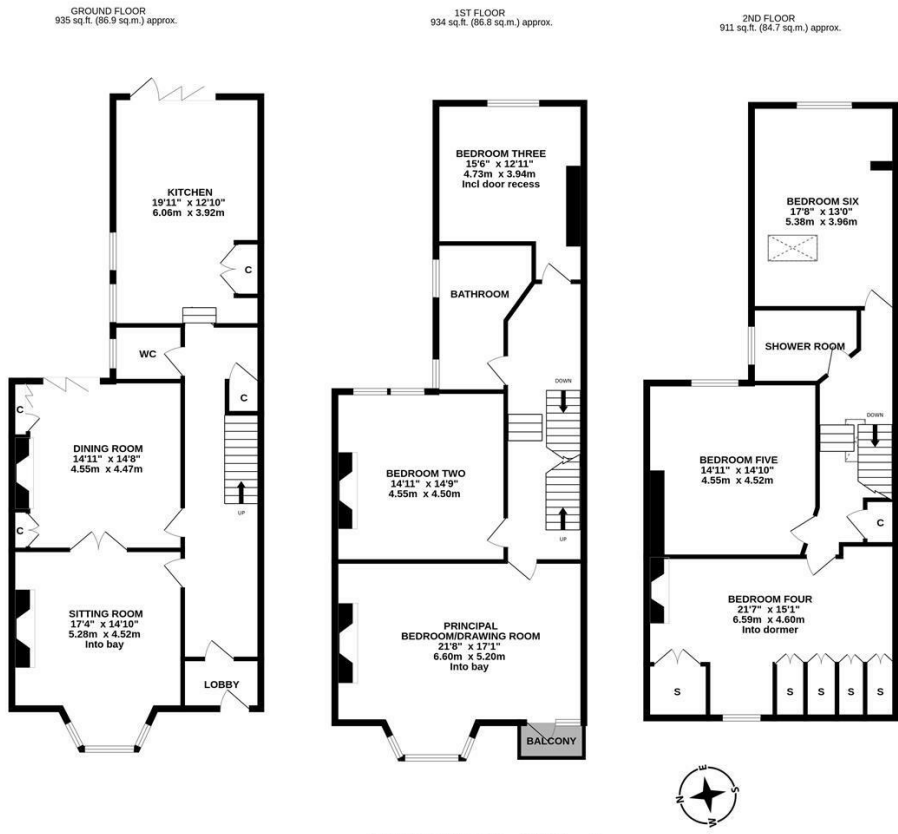 GROUND FLOOR
935 sq.ft. (86.9 sq.m.) approx.
KITCHEN
19'11" x 12'10"
6.06m x 3.92m
C
WC
C
C
DINING ROOM
14'11" x 14'8"
4.55m x 4.47m
UP
C
SITTING ROOM
17'4" x 14'10"
5.28m x 4.52m
Into bay
LOBBY
1ST FLOOR
934 sq.ft. (86.8 sq.m.) approx.
BEDROOM THREE
15'6" x 12'11"
4.73m x 3.94m
Incl door recess
BATHROOM
DOWN
BEDROOM TWO
14'11" x 14'9"
4.55m x 4.50m
UP
PRINCIPAL
BEDROOM/DRAWING ROOM
21'8" x 17'1"
6.60m x 5.20m
Into bay
BALCONY
2ND FLOOR
911 sq.ft. (84.7 sq.m.) approx.
BEDROOM SIX
17'8" x 13'0"
5.38m x 3.96m
SHOWER ROOM
DOWN
BEDROOM FIVE
14'11" x 14'10"
4.55m x 4.52m
C
BEDROOM FOUR
21'7" x 15'1"
6.59m x 4.60m
Into dormer
S
S
S
S
S
E
N
S
W